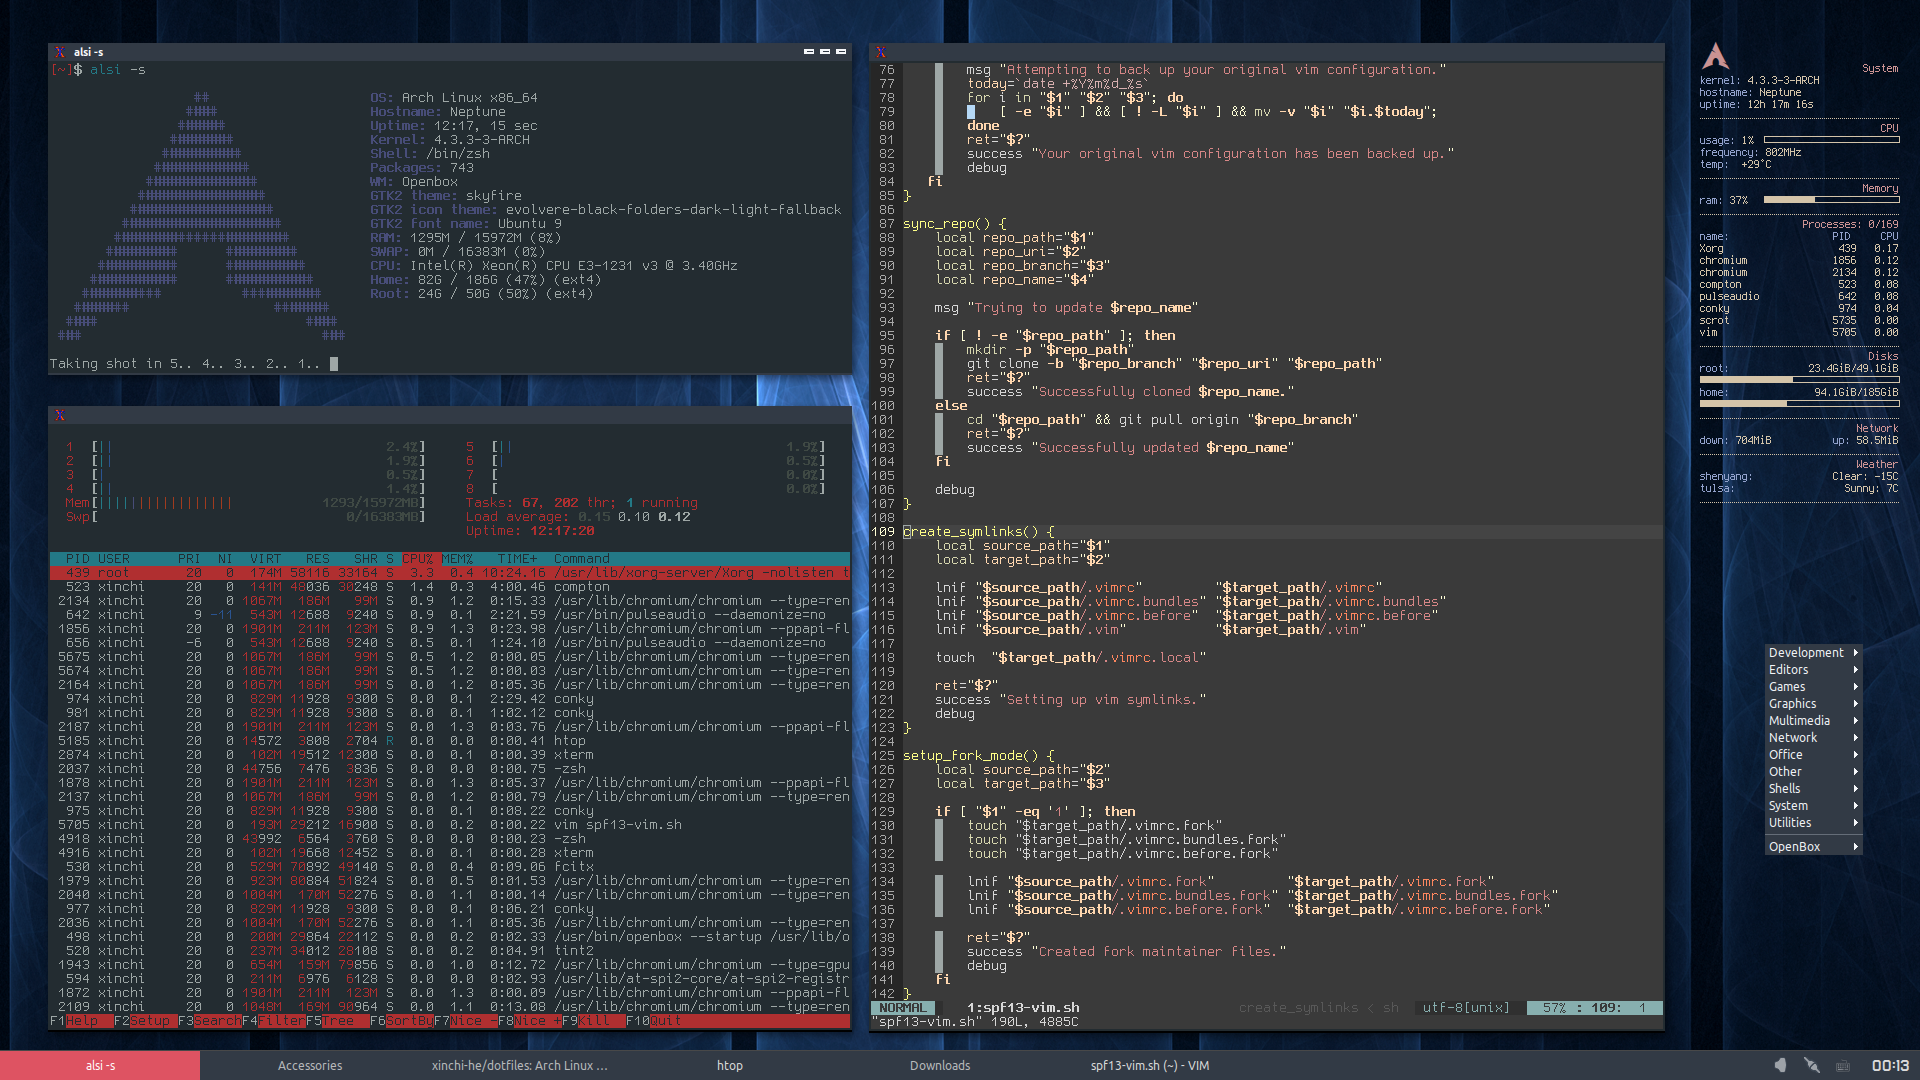 alsi -s
[~]$ alsi -s
OS: Arch Linux x86_64
Hostname: Neptune
Uptime: 12:17, 15 sec
Kernel: 4.3.3-3-ARCH
Shell: /bin/zsh
Packages: 743
WM: Openbox
GTK2 theme: skyfire
GTK2 icon theme: evolvere-black-folders-dark-light-fallback
GTK2 font name: Ubuntu 9
RAM: 1295M / 15972M (8%)
SWAP: 0M / 16383M (0%)
CPU: Intel(R) Xeon(R) CPU E3-1231 v3 @ 3.40GHz
Home: 82G / 186G (47%) (ext4)
Root: 24G / 50G (50%) (ext4)
Taking shot in 5.. 4.. 3.. 2.. 1..
1 [|| 2.4%] 5 [|| 1.9%]
2 [|| 1.9%] 6 [| 0.5%]
3 [| 0.5%] 7 [ 0.0%]
4 [| 1.4%] 8 [ 0.0%]
Mem[||||||||||||||||| 1293/15972MB] Tasks: 67, 202 thr; 1 running
Swp[ 0/16383MB] Load average: 0.15 0.10 0.12
Uptime: 12:17:20
PID USER PRI NI VIRT RES SHR S CPU% MEM% TIME+ Command
439 root 20 0 174M 58116 33164 S 3.3 0.4 10:24.16 /usr/lib/xorg-server/Xorg -nolisten t
523 xinchi 20 0 141M 48036 30248 S 1.4 0.3 4:00.46 compton
2134 xinchi 20 0 1067M 186M 99M S 0.9 1.2 0:15.33 /usr/lib/chromium/chromium --type=ren
642 xinchi 9 -11 543M 12688 9240 S 0.9 0.1 2:21.59 /usr/bin/pulseaudio --daemonize=no
1856 xinchi 20 0 1901M 211M 123M S 0.9 1.3 0:23.98 /usr/lib/chromium/chromium --ppapi-fl
656 xinchi -6 0 543M 12688 9240 S 0.5 0.1 1:24.10 /usr/bin/pulseaudio --daemonize=no
5675 xinchi 20 0 1067M 186M 99M S 0.5 1.2 0:00.05 /usr/lib/chromium/chromium --type=ren
5674 xinchi 20 0 1067M 186M 99M S 0.5 1.2 0:00.03 /usr/lib/chromium/chromium --type=ren
2164 xinchi 20 0 1067M 186M 99M S 0.0 1.2 0:05.36 /usr/lib/chromium/chromium --type=ren
974 xinchi 20 0 829M 11928 9300 S 0.0 0.1 2:29.42 conky
981 xinchi 20 0 829M 11928 9300 S 0.0 0.1 1:02.12 conky
2187 xinchi 20 0 1901M 211M 123M S 0.0 1.3 0:03.76 /usr/lib/chromium/chromium --ppapi-fl
5185 xinchi 20 0 14572 3808 2704 R 0.0 0.0 0:00.41 htop
2874 xinchi 20 0 102M 19512 12300 S 0.0 0.1 0:00.39 xterm
2037 xinchi 20 0 44756 7476 3836 S 0.0 0.0 0:00.75 -zsh
1878 xinchi 20 0 1901M 211M 123M S 0.0 1.3 0:05.37 /usr/lib/chromium/chromium --ppapi-fl
2137 xinchi 20 0 1067M 186M 99M S 0.0 1.2 0:00.79 /usr/lib/chromium/chromium --type=ren
975 xinchi 20 0 829M 11928 9300 S 0.0 0.1 0:08.22 conky
5705 xinchi 20 0 193M 29212 16900 S 0.0 0.2 0:00.22 vim spf13-vim.sh
4918 xinchi 20 0 43992 6564 3760 S 0.0 0.0 0:00.23 -zsh
4916 xinchi 20 0 102M 19668 12452 S 0.0 0.1 0:00.28 xterm
530 xinchi 20 0 529M 70892 49140 S 0.0 0.4 0:09.06 fcitx
1979 xinchi 20 0 923M 80884 51824 S 0.0 0.5 0:01.53 /usr/lib/chromium/chromium --type=ren
2040 xinchi 20 0 1004M 170M 52276 S 0.0 1.1 0:00.14 /usr/lib/chromium/chromium --type=ren
977 xinchi 20 0 829M 11928 9300 S 0.0 0.1 0:06.21 conky
2036 xinchi 20 0 1004M 170M 52276 S 0.0 1.1 0:05.36 /usr/lib/chromium/chromium --type=ren
498 xinchi 20 0 200M 29864 22112 S 0.0 0.2 0:02.33 /usr/bin/openbox --startup /usr/lib/o
520 xinchi 20 0 237M 34012 28108 S 0.0 0.2 0:04.91 tint2
1943 xinchi 20 0 654M 159M 79856 S 0.0 1.0 0:12.72 /usr/lib/chromium/chromium --type=gpu
594 xinchi 20 0 211M 6976 6128 S 0.0 0.0 0:02.93 /usr/lib/at-spi2-core/at-spi2-registr
1872 xinchi 20 0 1901M 211M 123M S 0.0 1.3 0:00.09 /usr/lib/chromium/chromium --ppapi-fl
2109 xinchi 20 0 1048M 169M 90964 S 0.0 1.1 0:13.08 /usr/lib/chromium/chromium --type=ren
F1Help F2Setup F3SearchF4FilterF5Tree F6SortByF7Nice -F8Nice +F9Kill F10Quit
76 msg "Attempting to back up your original vim configuration."
77 today=`date +%Y%m%d_%s`
78 for i in "$1" "$2" "$3"; do
79 [ -e "$i" ] && [ ! -L "$i" ] && mv -v "$i" "$i.$today";
80 done
81 ret="$?"
82 success "Your original vim configuration has been backed up."
83 debug
84 fi
85 }
86
87 sync_repo() {
88 local repo_path="$1"
89 local repo_uri="$2"
90 local repo_branch="$3"
91 local repo_name="$4"
92
93 msg "Trying to update $repo_name"
94
95 if [ ! -e "$repo_path" ]; then
96 mkdir -p "$repo_path"
97 git clone -b "$repo_branch" "$repo_uri" "$repo_path"
98 ret="$?"
99 success "Successfully cloned $repo_name."
100 else
101 cd "$repo_path" && git pull origin "$repo_branch"
102 ret="$?"
103 success "Successfully updated $repo_name"
104 fi
105
106 debug
107 }
108
109 create_symlinks() {
110 local source_path="$1"
111 local target_path="$2"
112
113 lnif "$source_path/.vimrc" "$target_path/.vimrc"
114 lnif "$source_path/.vimrc.bundles" "$target_path/.vimrc.bundles"
115 lnif "$source_path/.vimrc.before" "$target_path/.vimrc.before"
116 lnif "$source_path/.vim" "$target_path/.vim"
117
118 touch "$target_path/.vimrc.local"
119
120 ret="$?"
121 success "Setting up vim symlinks."
122 debug
123 }
124
125 setup_fork_mode() {
126 local source_path="$2"
127 local target_path="$3"
128
129 if [ "$1" -eq '1' ]; then
130 touch "$target_path/.vimrc.fork"
131 touch "$target_path/.vimrc.bundles.fork"
132 touch "$target_path/.vimrc.before.fork"
133
134 lnif "$source_path/.vimrc.fork" "$target_path/.vimrc.fork"
135 lnif "$source_path/.vimrc.bundles.fork" "$target_path/.vimrc.bundles.fork"
136 lnif "$source_path/.vimrc.before.fork" "$target_path/.vimrc.before.fork"
137
138 ret="$?"
139 success "Created fork maintainer files."
140 debug
141 fi
142 }
NORMAL 1:spf13-vim.sh create_symlinks < sh utf-8[unix] 57% : 109: 1
"spf13-vim.sh" 190L, 4885C
System
kernel: 4.3.3-3-ARCH
hostname: Neptune
uptime: 12h 17m 16s
CPU
usage: 1%
frequency: 802MHz
temp: +29°C
Memory
ram: 37%
Processes: 0/169
name: PID CPU
Xorg 439 0.17
chromium 1856 0.12
chromium 2134 0.12
compton 523 0.08
pulseaudio 642 0.08
conky 974 0.04
scrot 5735 0.00
vim 5705 0.00
Disks
root: 23.4GiB/49.1GiB
home: 94.1GiB/185GiB
Network
down: 704MiB up: 58.5MiB
Weather
shenyang: Clear: -15C
tulsa: Sunny: 7C
Development
Editors
Games
Graphics
Multimedia
Network
Office
Other
Shells
System
Utilities
OpenBox
alsi -s Accessories xinchi-he/dotfiles: Arch Linux ... htop Downloads spf13-vim.sh (~) - VIM 00:13